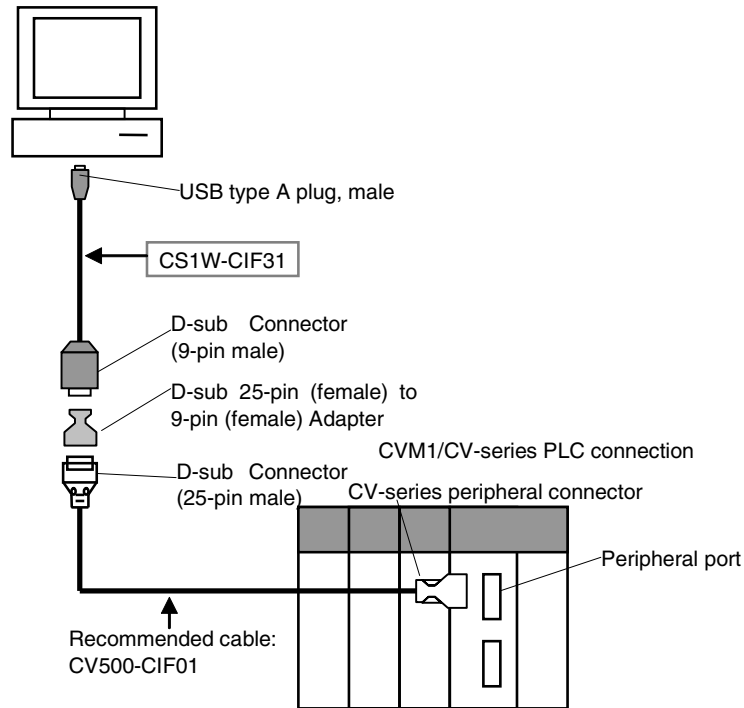 USB type A plug, male
CS1W-CIF31
D-sub Connector
(9-pin male)
D-sub 25-pin (female) to
9-pin (female) Adapter
CVM1/CV-series PLC connection
D-sub Connector
(25-pin male)
CV-series peripheral connector
Peripheral port
Recommended cable:
CV500-CIF01